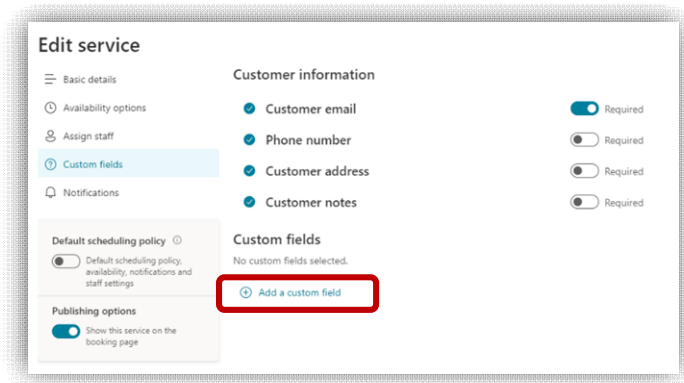 Edit service
Basic details
Availability options
Assign staff
Custom fields
Notifications
Default scheduling policy
Default scheduling policy,
availability, notifications and
staff settings
Publishing options
Show this service on the
booking page
Customer information
Customer email
Required
Phone number
Required
Customer address
Required
Customer notes
Required
Custom fields
No custom fields selected.
Add a custom field